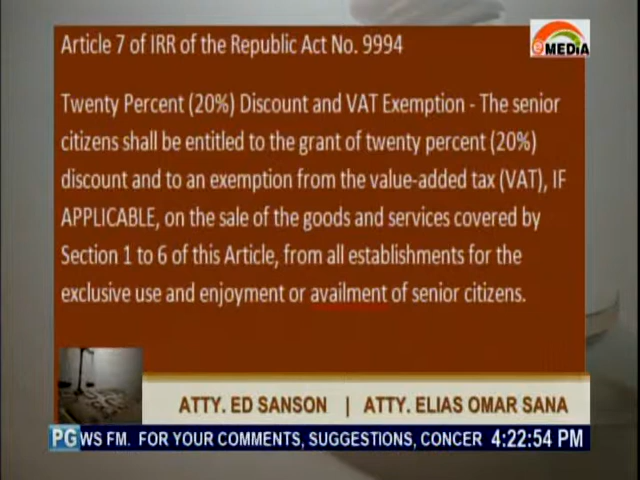 Article 7 of IRR of the Republic Act No. 9994
eMEDIA
Twenty Percent (20%) Discount and VAT Exemption - The senior
citizens shall be entitled to the grant of twenty percent (20%)
discount and to an exemption from the value-added tax (VAT), IF
APPLICABLE, on the sale of the goods and services covered by
Section 1 to 6 of this Article, from all establishments for the
exclusive use and enjoyment or availment of senior citizens.
ATTY. ED SANSON | ATTY. ELIAS OMAR SANA
PG WS FM. FOR YOUR COMMENTS, SUGGESTIONS, CONCER 4:22:54 PM